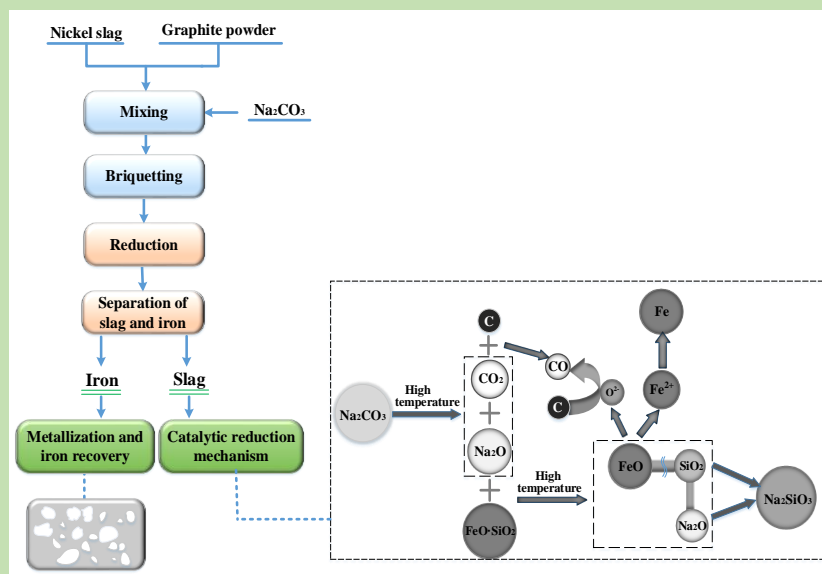 Nickel slag
Graphite powder
Mixing
Na₂CO₃
Briquetting
Reduction
Separation of
slag and iron
Iron
Slag
Metallization and
iron recovery
Catalytic reduction
mechanism
Na₂CO₃
High
temperature
C
CO₂
Na₂O
FeO·SiO₂
CO
C
O²⁻
Fe
Fe²⁺
High
temperature
FeO
SiO₂
Na₂O
Na₂SiO₃